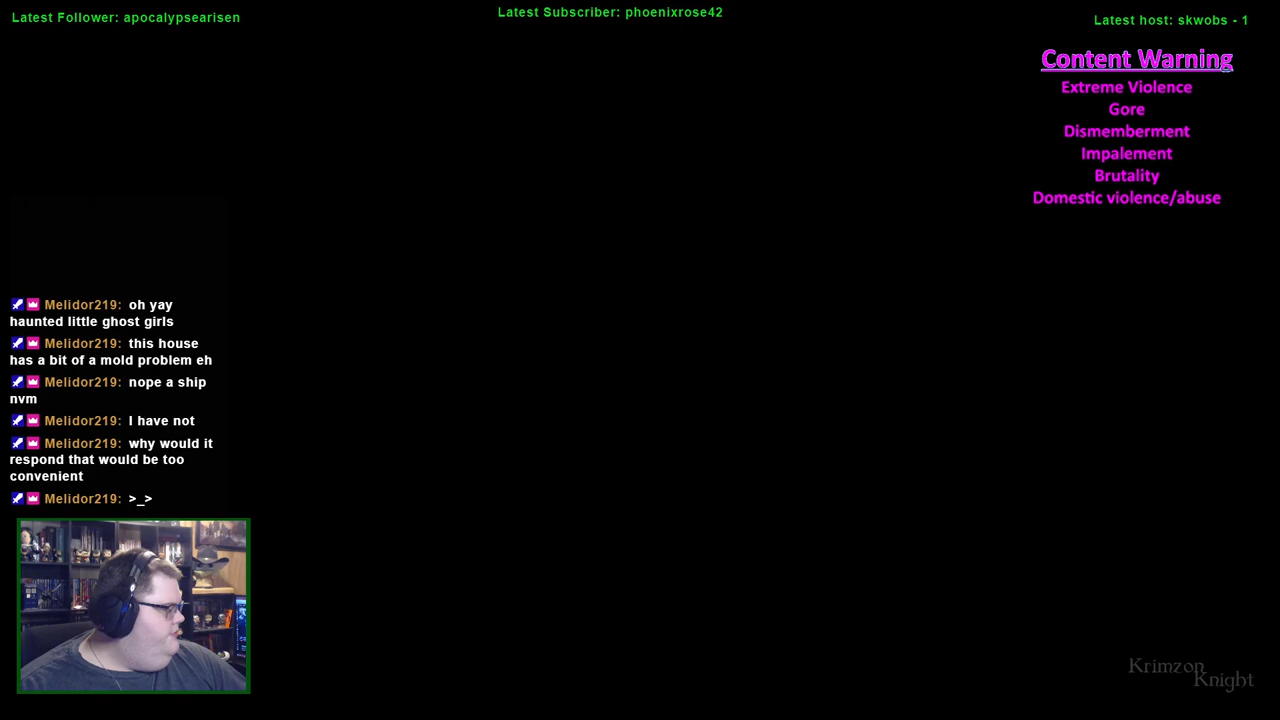 Latest Follower: apocalypsearisen
Latest Subscriber: phoenixrose42
Latest host: skwobs - 1
Content Warning
Extreme Violence
Gore
Dismemberment
Impalement
Brutality
Domestic violence/abuse
Melidor219: oh yay
haunted little ghost girls
Melidor219: this house
has a bit of a mold problem eh
Melidor219: nope a ship
nvm
Melidor219: I have not
Melidor219: why would it
respond that would be too
convenient
Melidor219: >_>
Krimzon
Knight